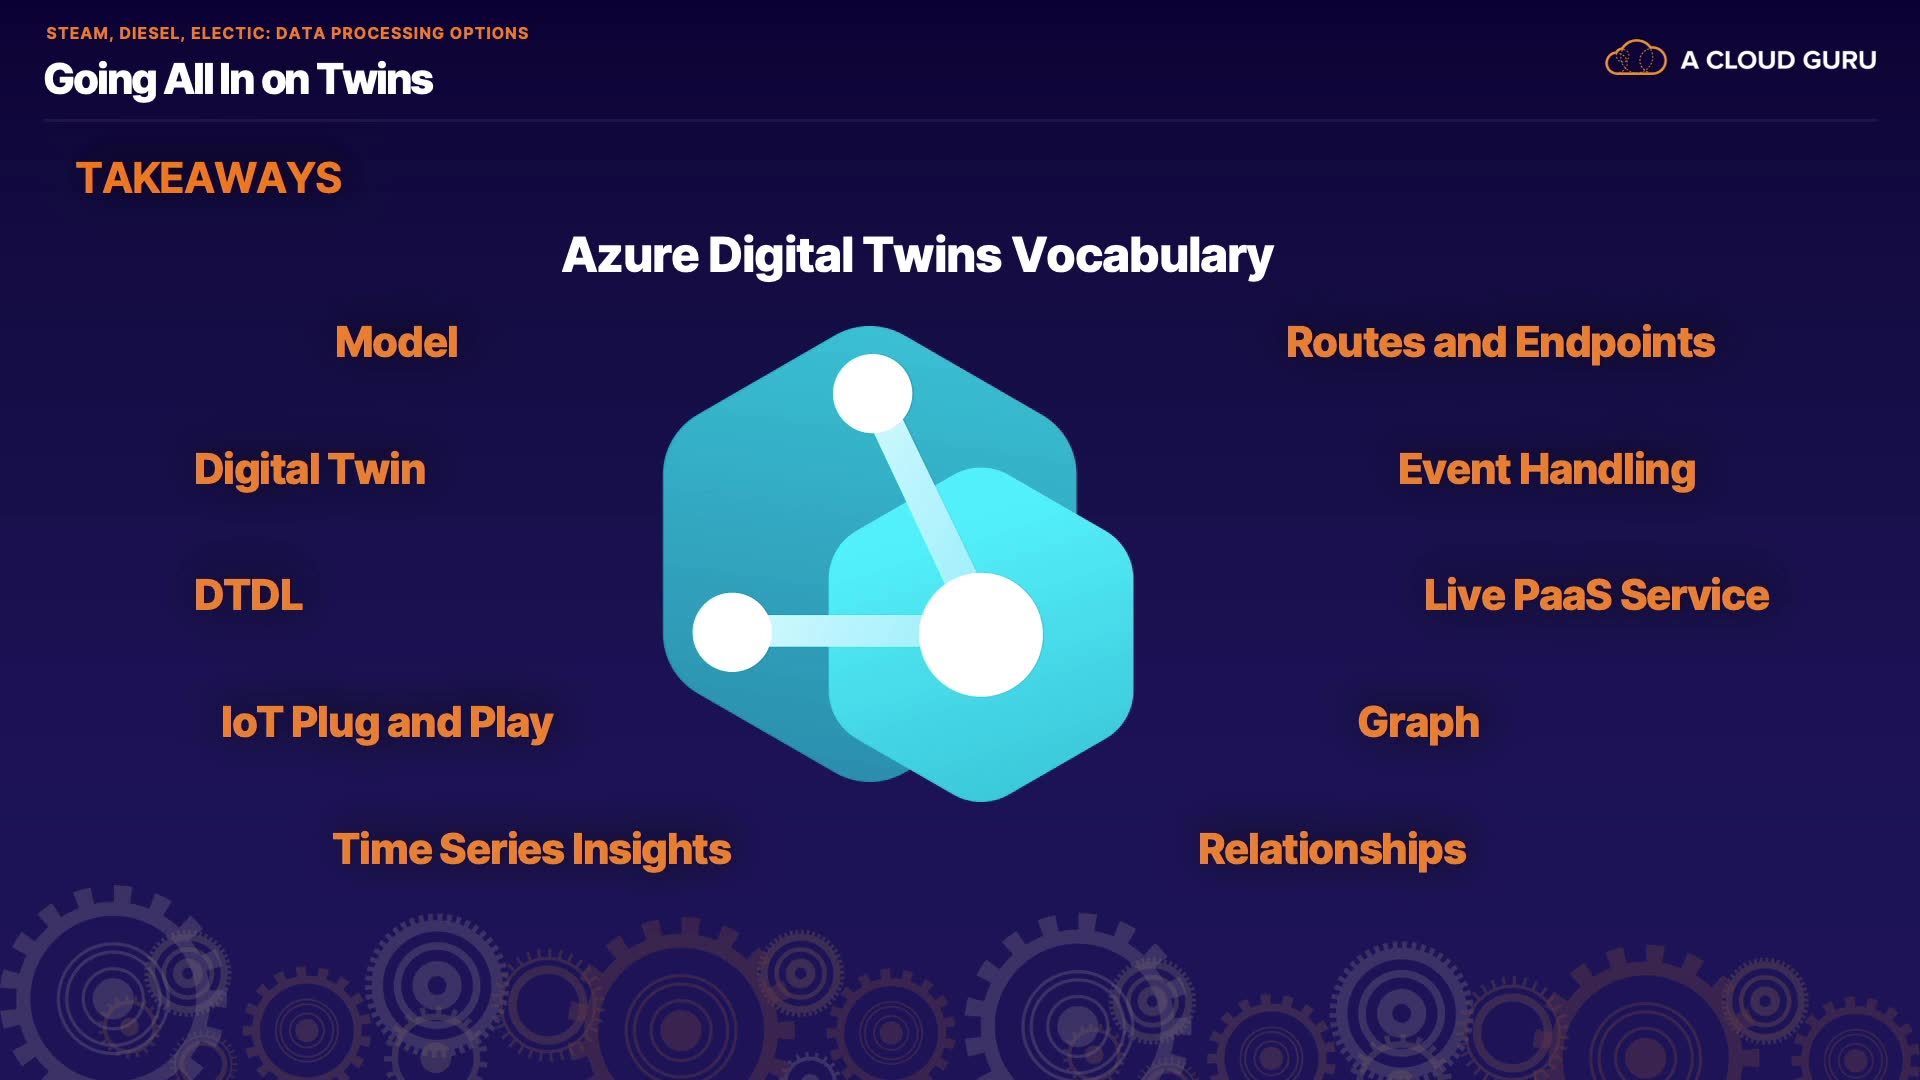 STEAM, DIESEL, ELECTIC: DATA PROCESSING OPTIONS
Going All In on Twins
A CLOUD GURU
TAKEAWAYS
Azure Digital Twins Vocabulary
Model
Routes and Endpoints
Digital Twin
Event Handling
DTDL
Live PaaS Service
IoT Plug and Play
Graph
Time Series Insights
Relationships